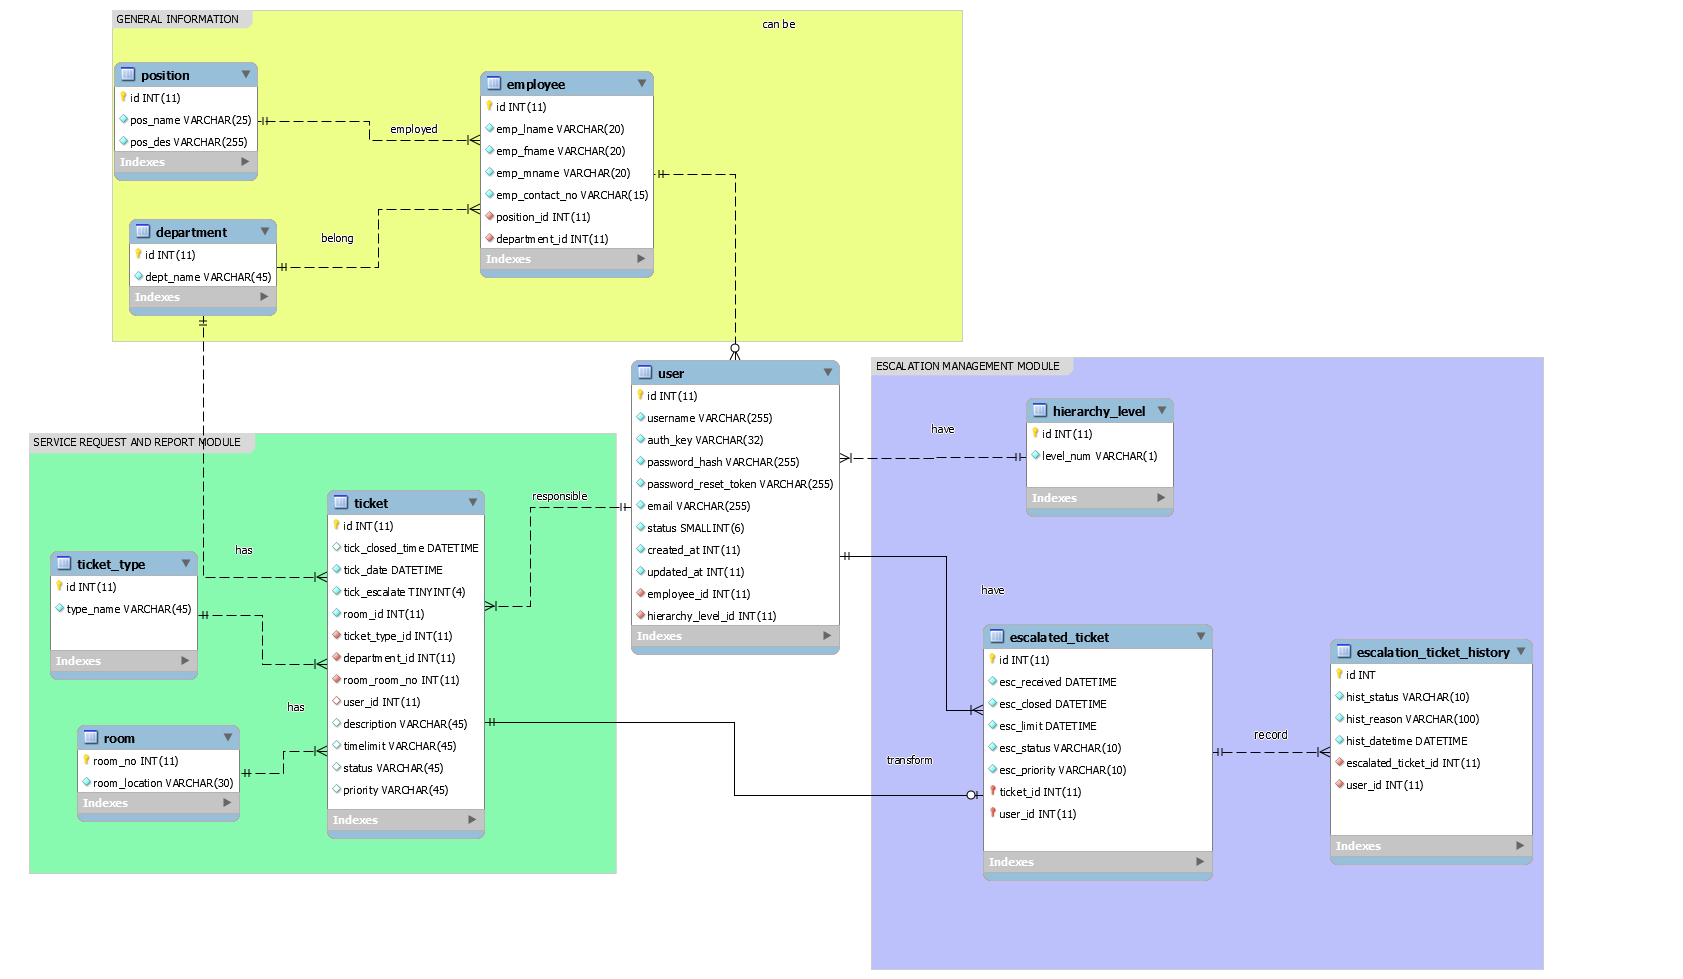 GENERAL INFORMATION
can be
position
id INT(11)
pos_name VARCHAR(25)
pos_des VARCHAR(255)
Indexes
employed
employee
id INT(11)
emp_lname VARCHAR(20)
emp_fname VARCHAR(20)
emp_mname VARCHAR(20)
emp_contact_no VARCHAR(15)
position_id INT(11)
department_id INT(11)
Indexes
department
id INT(11)
dept_name VARCHAR(45)
Indexes
belong
user
id INT(11)
username VARCHAR(255)
auth_key VARCHAR(32)
password_hash VARCHAR(255)
password_reset_token VARCHAR(255)
email VARCHAR(255)
status SMALLINT(6)
created_at INT(11)
updated_at INT(11)
employee_id INT(11)
hierarchy_level_id INT(11)
Indexes
SERVICE REQUEST AND REPORT MODULE
responsible
ticket
id INT(11)
tick_closed_time DATETIME
tick_date DATETIME
tick_escalate TINYINT(4)
room_id INT(11)
ticket_type_id INT(11)
department_id INT(11)
room_room_no INT(11)
user_id INT(11)
description VARCHAR(45)
timelimit VARCHAR(45)
status VARCHAR(45)
priority VARCHAR(45)
Indexes
has
ticket_type
id INT(11)
type_name VARCHAR(45)
Indexes
has
room
room_no INT(11)
room_location VARCHAR(30)
Indexes
ESCALATION MANAGEMENT MODULE
have
hierarchy_level
id INT(11)
level_num VARCHAR(1)
Indexes
have
transform
escalated_ticket
id INT(11)
esc_received DATETIME
esc_closed DATETIME
esc_limit DATETIME
esc_status VARCHAR(10)
esc_priority VARCHAR(10)
ticket_id INT(11)
user_id INT(11)
Indexes
record
escalation_ticket_history
id INT
hist_status VARCHAR(10)
hist_reason VARCHAR(100)
hist_datetime DATETIME
escalated_ticket_id INT(11)
user_id INT(11)
Indexes